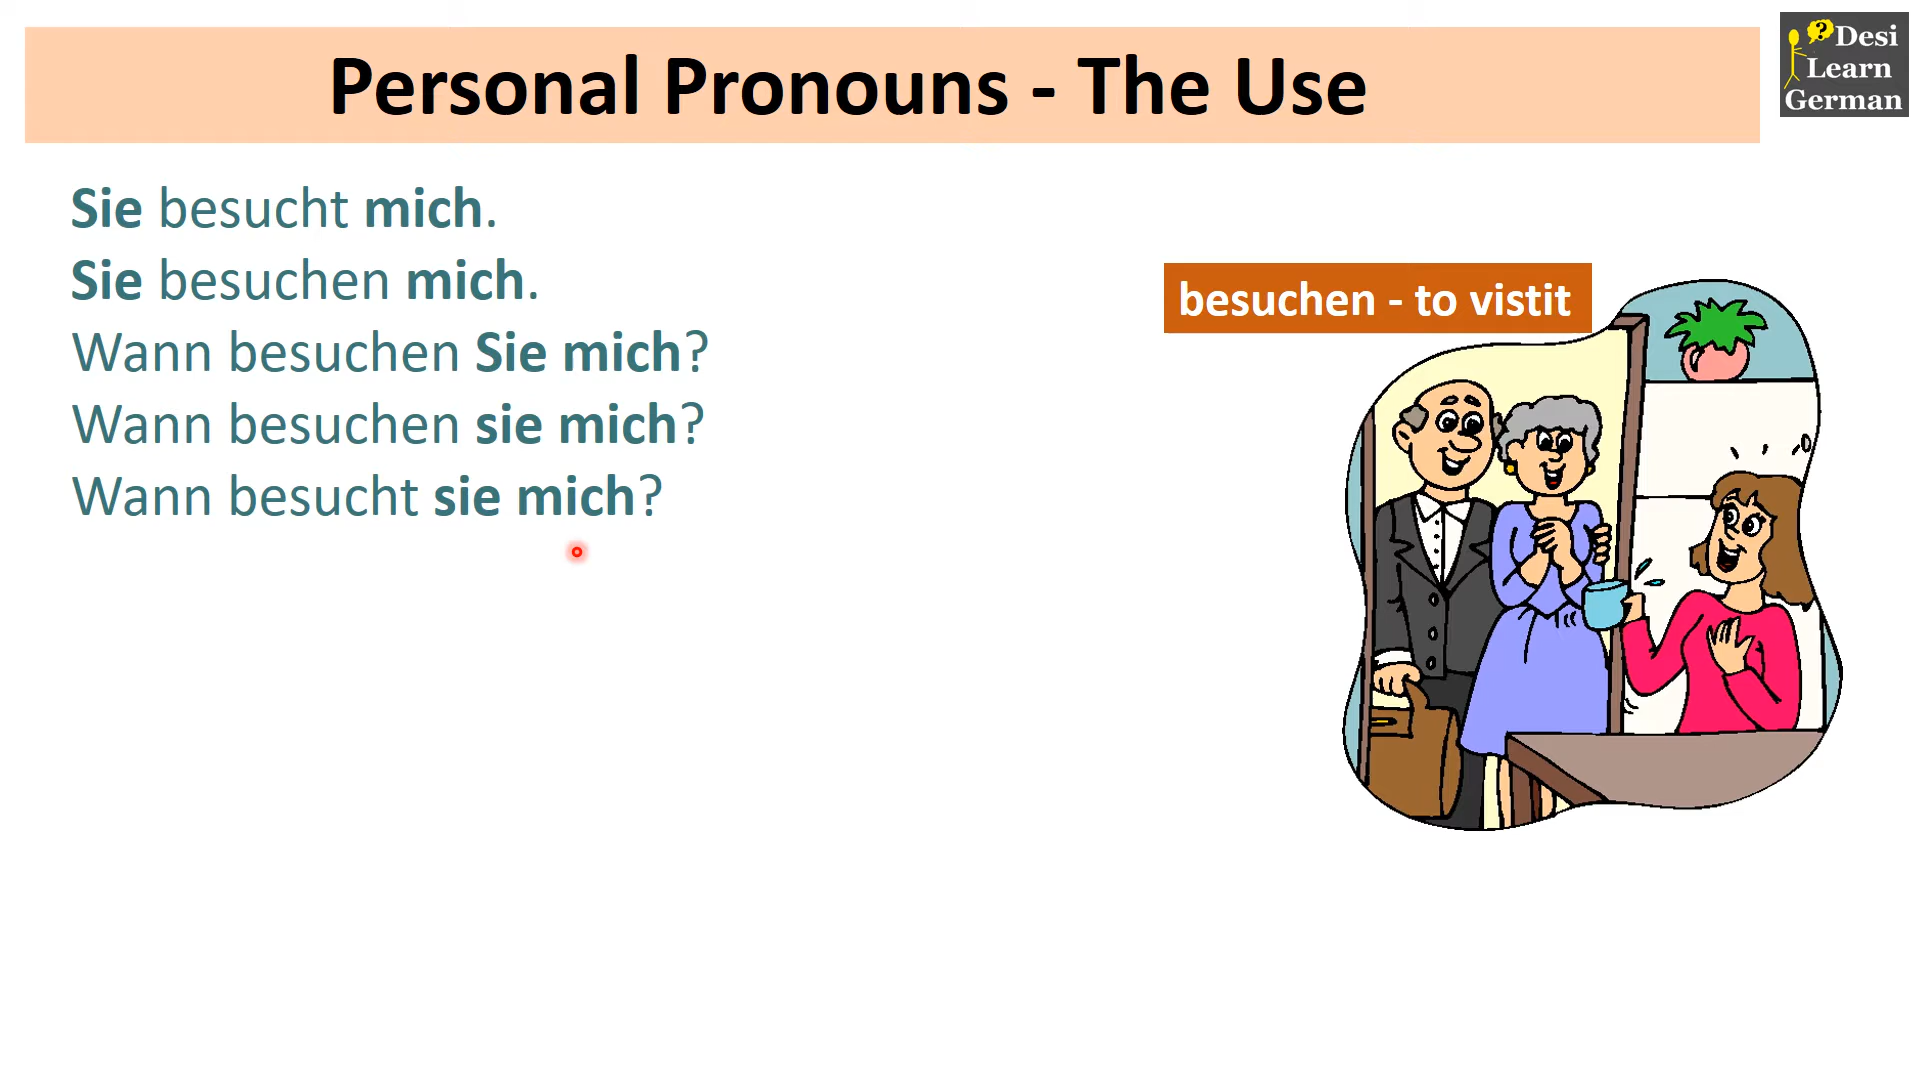 Personal Pronouns - The Use
? Desi
Learn
German
Sie besucht mich.
Sie besuchen mich.
Wann besuchen Sie mich?
Wann besuchen sie mich?
Wann besucht sie mich?
besuchen - to vistit